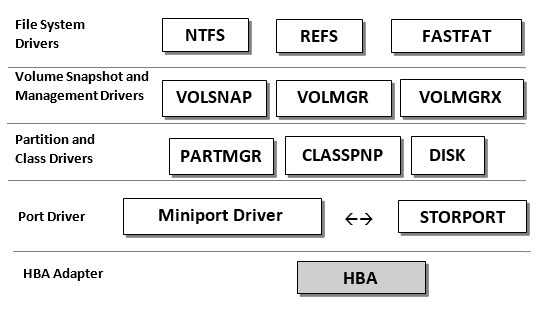 File System
Drivers
NTFS
REFS
FASTFAT
Volume Snapshot and
Management Drivers
VOLSNAP
VOLMGR
VOLMGRX
Partition and
Class Drivers
PARTMGR
CLASSPNP
DISK
Port Driver
Miniport Driver
STORPORT
HBA Adapter
HBA